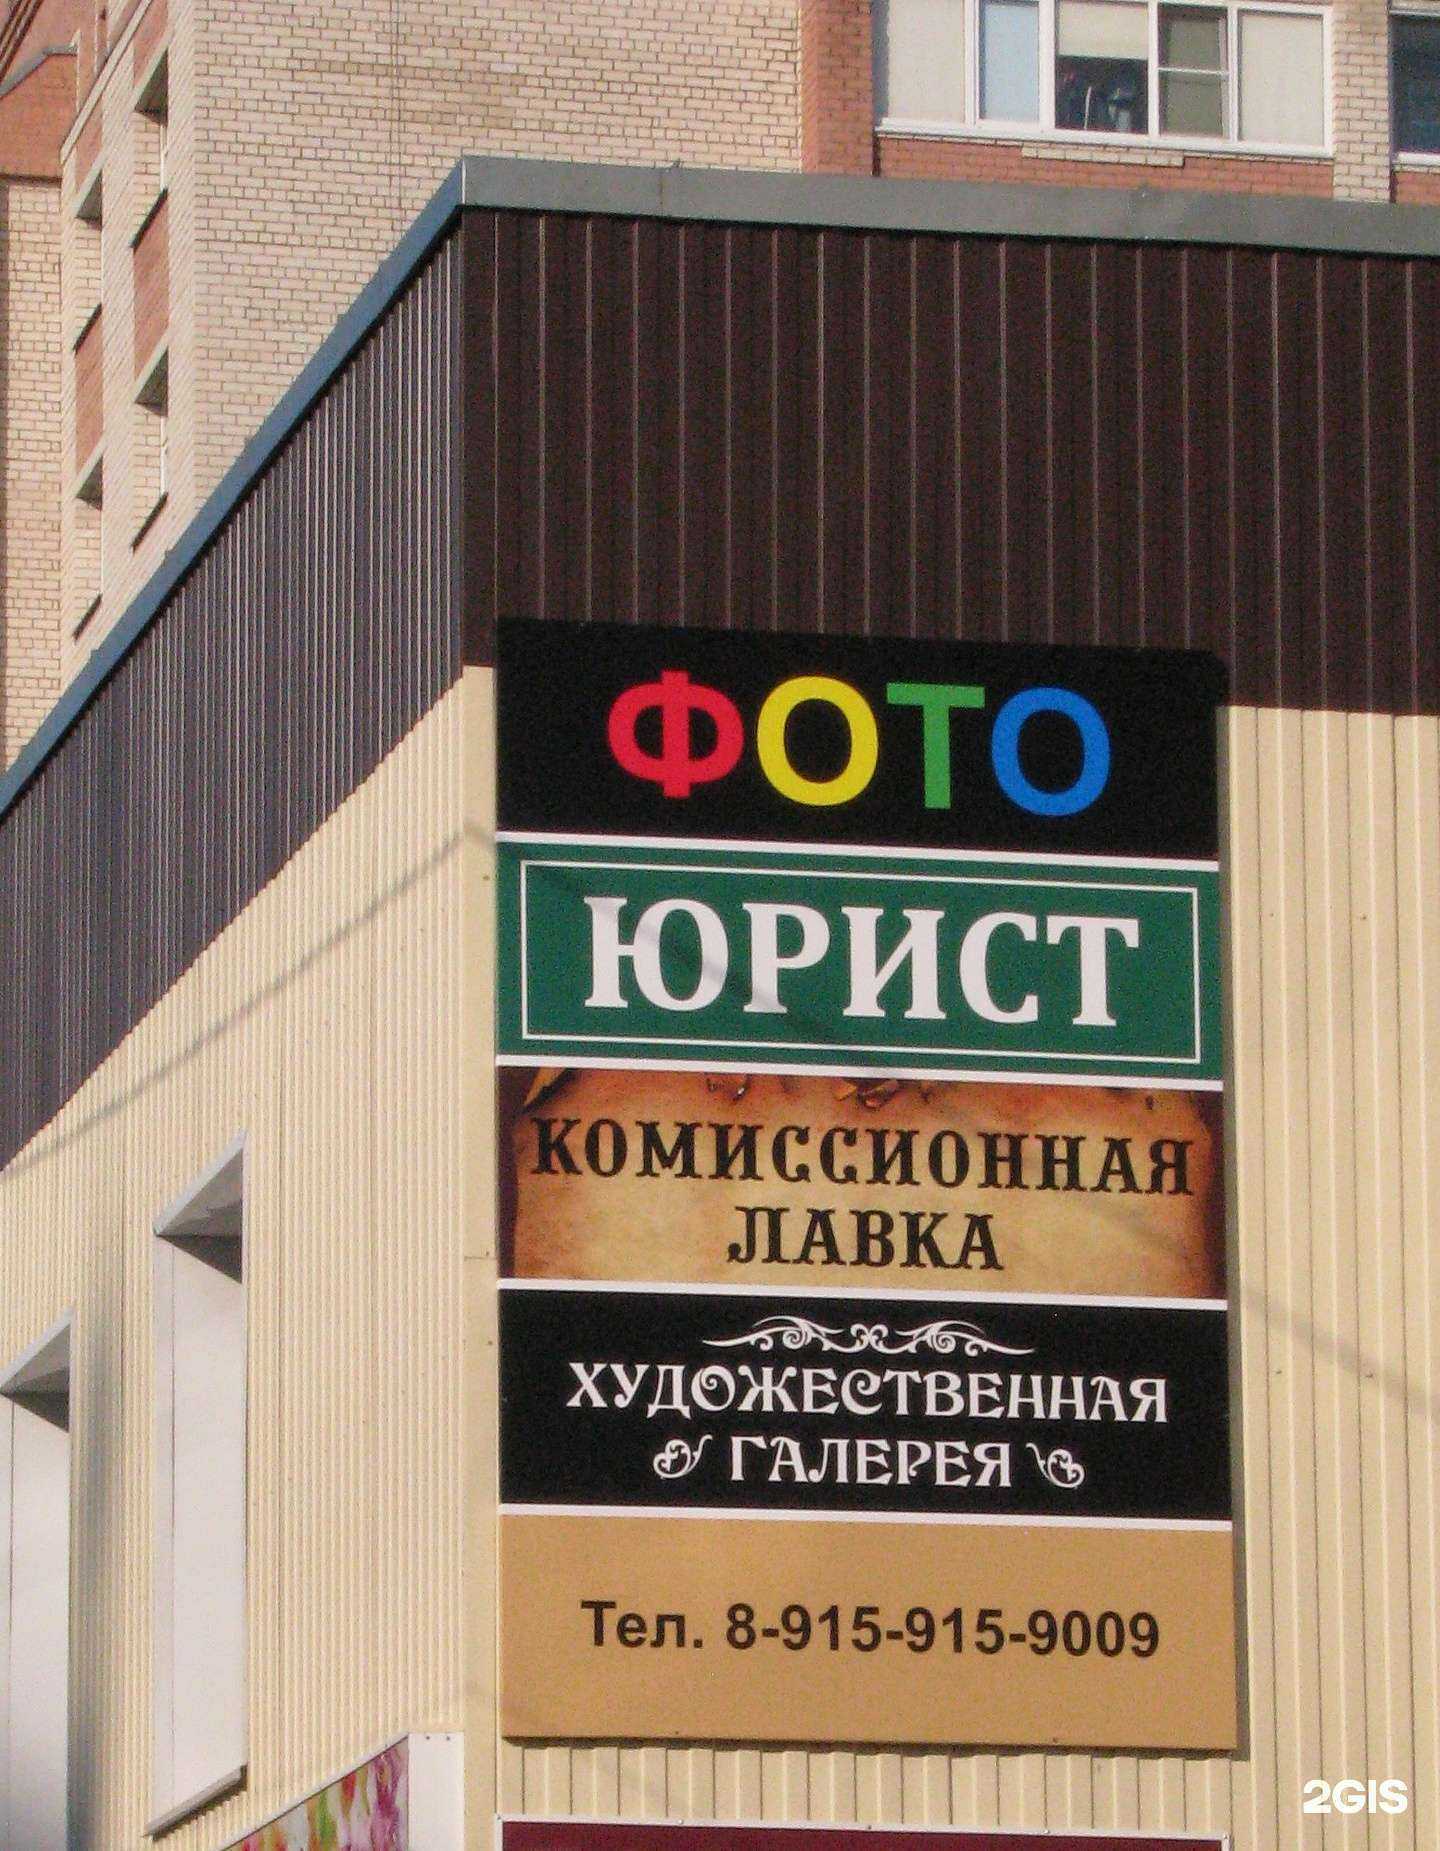 ФОТО
ЮРИСТ
КОМИССИОННАЯ
ЛАВКА
ХУДОЖЕСТВЕННАЯ
ГАЛЕРЕЯ
Тел. 8-915-915-9009
2GIS